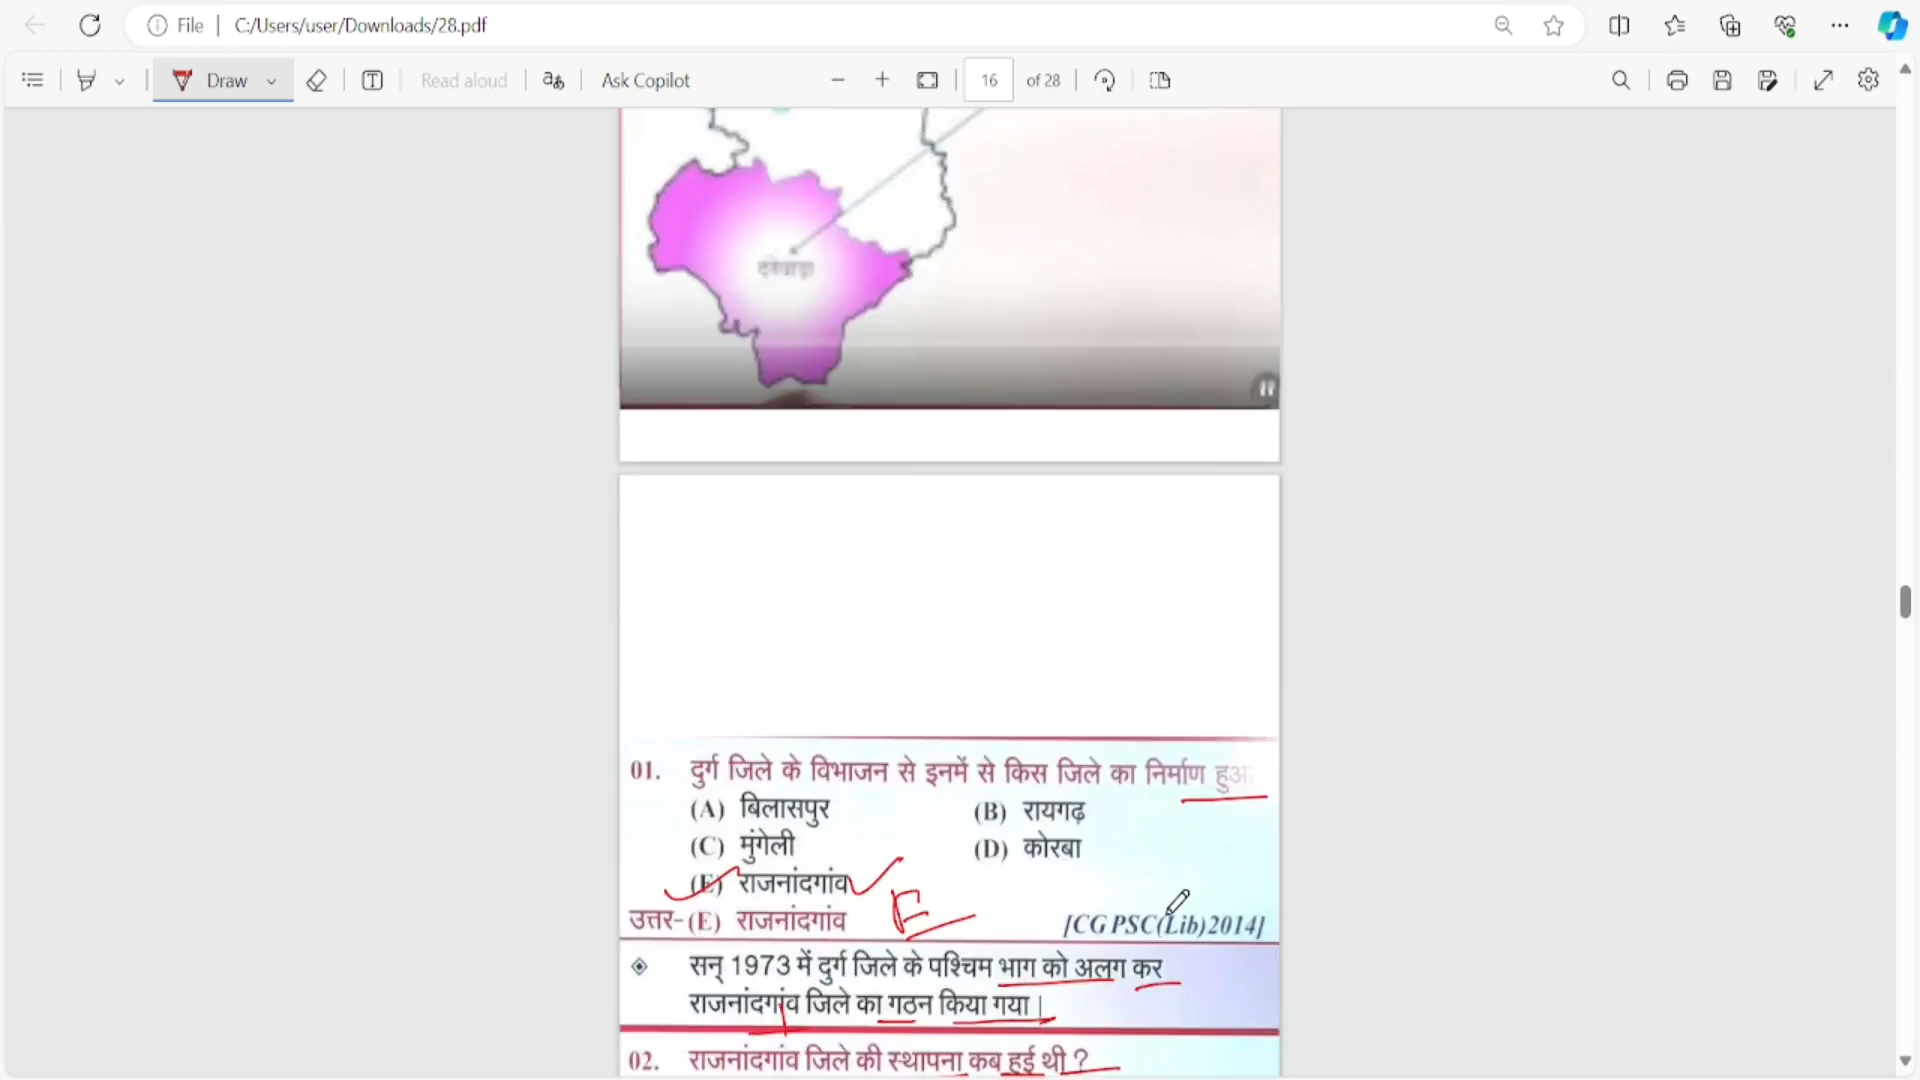 File C:/Users/user/Downloads/28.pdf
Draw Read aloud aあ Ask Copilot 16 of 28
01. दुर्ग जिले के विभाजन से इनमें से किस जिले का निर्माण हुआ
(A) बिलासपुर (B) रायगढ़
(C) मुंगेली (D) कोरबा
(E) राजनांदगांव
E
उत्तर-(E) राजनांदगांव [CG PSC(Lib)2014]
सन् 1973 में दुर्ग जिले के पश्चिम भाग को अलग कर
राजनांदगांव जिले का गठन किया गया |
02. राजनांदगांव जिले की स्थापना कब हुई थी ?